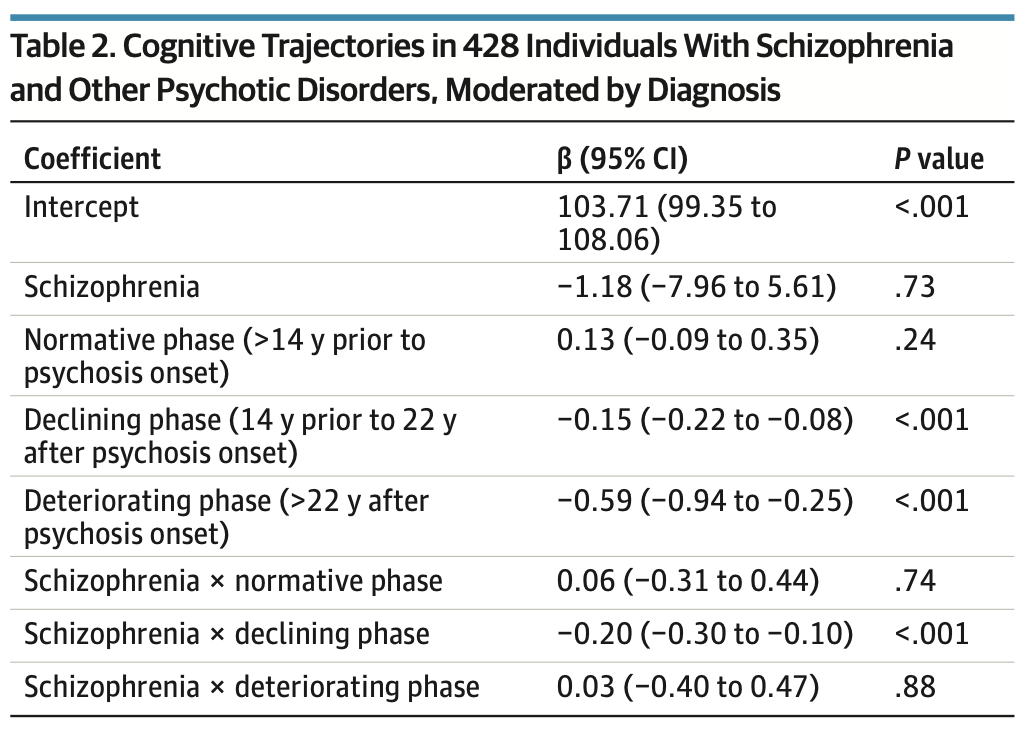 Table 2. Cognitive Trajectories in 428 Individuals With Schizophrenia
and Other Psychotic Disorders, Moderated by Diagnosis
Coefficient β (95% CI) P value
Intercept 103.71 (99.35 to <.001
108.06)
Schizophrenia −1.18 (−7.96 to 5.61) .73
Normative phase (>14 y prior to 0.13 (−0.09 to 0.35) .24
psychosis onset)
Declining phase (14 y prior to 22 y −0.15 (−0.22 to −0.08) <.001
after psychosis onset)
Deteriorating phase (>22 y after −0.59 (−0.94 to −0.25) <.001
psychosis onset)
Schizophrenia × normative phase 0.06 (−0.31 to 0.44) .74
Schizophrenia × declining phase −0.20 (−0.30 to −0.10) <.001
Schizophrenia × deteriorating phase 0.03 (−0.40 to 0.47) .88